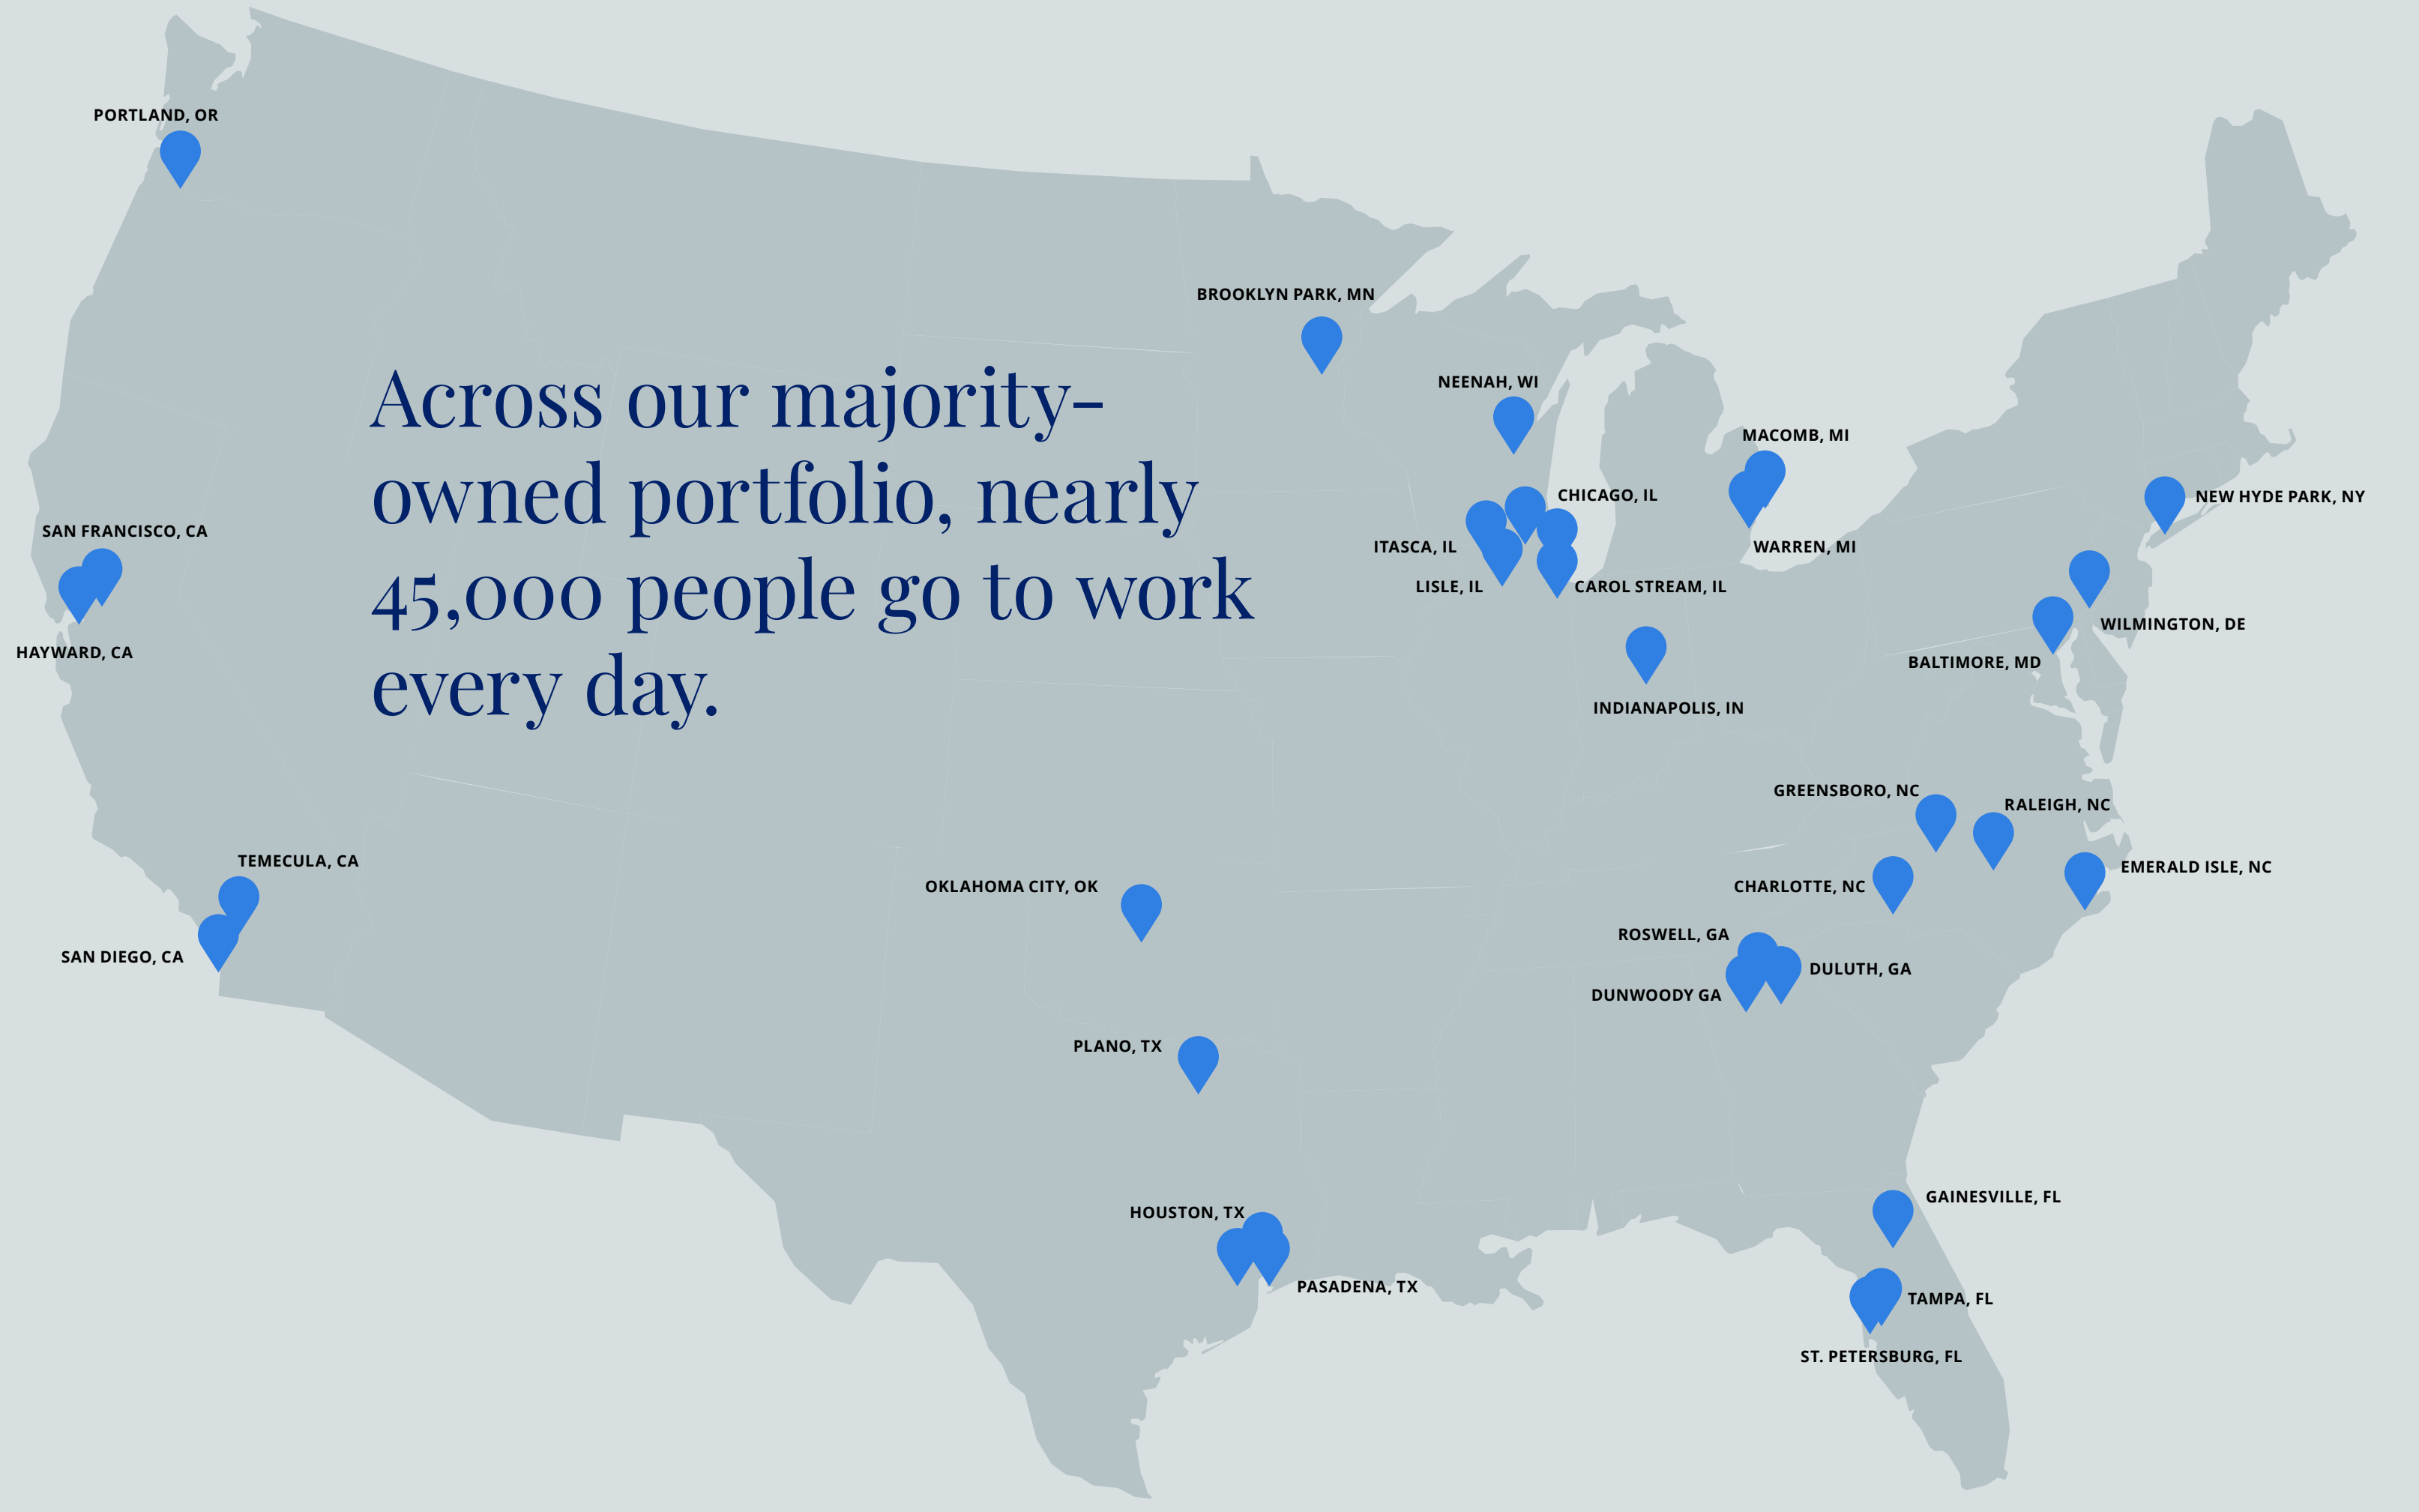 PORTLAND, OR
BROOKLYN PARK, MN
Across our majority-
owned portfolio, nearly
45,000 people go to work
every day.
NEENAH, WI
MACOMB, MI
CHICAGO, IL
NEW HYDE PARK, NY
SAN FRANCISCO, CA
ITASCA, IL
WARREN, MI
LISLE, IL
CAROL STREAM, IL
WILMINGTON, DE
HAYWARD, CA
BALTIMORE, MD
INDIANAPOLIS, IN
GREENSBORO, NC
RALEIGH, NC
TEMECULA, CA
EMERALD ISLE, NC
OKLAHOMA CITY, OK
CHARLOTTE, NC
ROSWELL, GA
SAN DIEGO, CA
DULUTH, GA
DUNWOODY GA
PLANO, TX
GAINESVILLE, FL
HOUSTON, TX
PASADENA, TX
TAMPA, FL
ST. PETERSBURG, FL